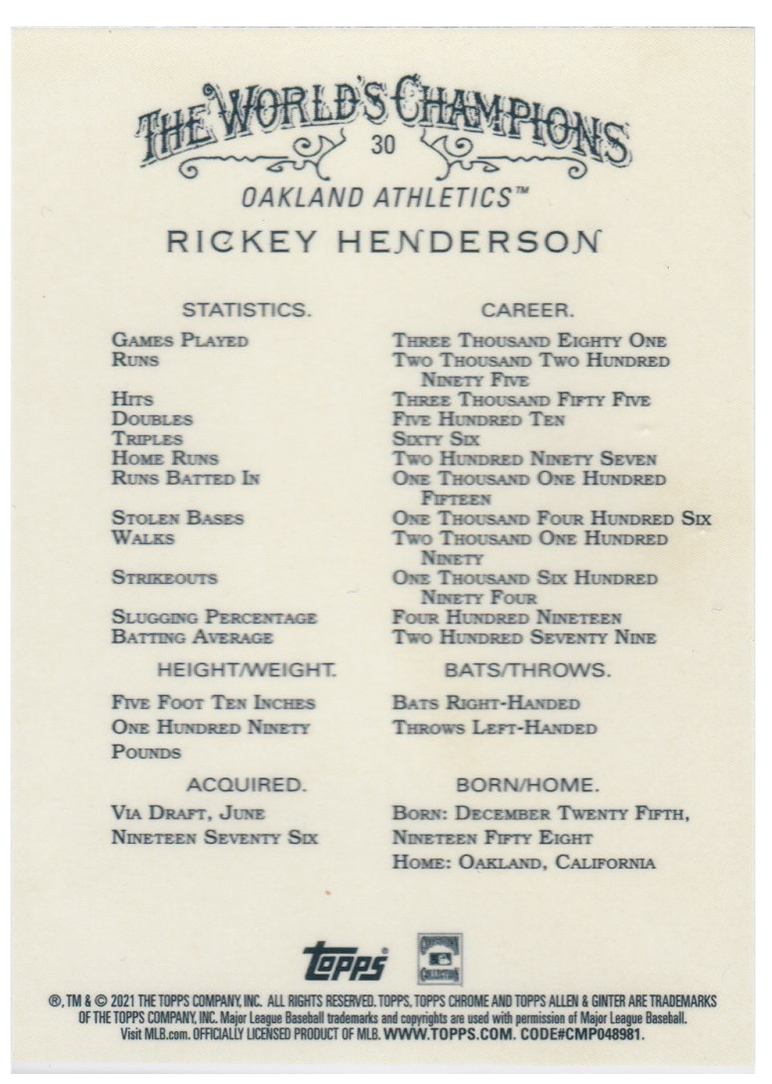 THE WORLD'S CHAMPIONS
30
OAKLAND ATHLETICS™
RICKEY HENDERSON
STATISTICS. CAREER.
GAMES PLAYED THREE THOUSAND EIGHTY ONE
RUNS TWO THOUSAND TWO HUNDRED
NINETY FIVE
HITS THREE THOUSAND FIFTY FIVE
DOUBLES FIVE HUNDRED TEN
TRIPLES SIXTY SIX
HOME RUNS TWO HUNDRED NINETY SEVEN
RUNS BATTED IN ONE THOUSAND ONE HUNDRED
FIFTEEN
STOLEN BASES ONE THOUSAND FOUR HUNDRED SIX
WALKS TWO THOUSAND ONE HUNDRED
NINETY
STRIKEOUTS ONE THOUSAND SIX HUNDRED
NINETY FOUR
SLUGGING PERCENTAGE FOUR HUNDRED NINETEEN
BATTING AVERAGE TWO HUNDRED SEVENTY NINE
HEIGHT/WEIGHT. BATS/THROWS.
FIVE FOOT TEN INCHES BATS RIGHT-HANDED
ONE HUNDRED NINETY THROWS LEFT-HANDED
POUNDS
ACQUIRED. BORN/HOME.
VIA DRAFT, JUNE BORN: DECEMBER TWENTY FIFTH,
NINETEEN SEVENTY SIX NINETEEN FIFTY EIGHT
HOME: OAKLAND, CALIFORNIA
Topps® COOPERSTOWN
COLLECTION
®, TM & © 2021 THE TOPPS COMPANY, INC. ALL RIGHTS RESERVED. TOPPS, TOPPS CHROME AND TOPPS ALLEN & GINTER ARE TRADEMARKS
OF THE TOPPS COMPANY, INC. Major League Baseball trademarks and copyrights are used with permission of Major League Baseball.
Visit MLB.com. OFFICIALLY LICENSED PRODUCT OF MLB. WWW.TOPPS.COM. CODE#CMP048981.